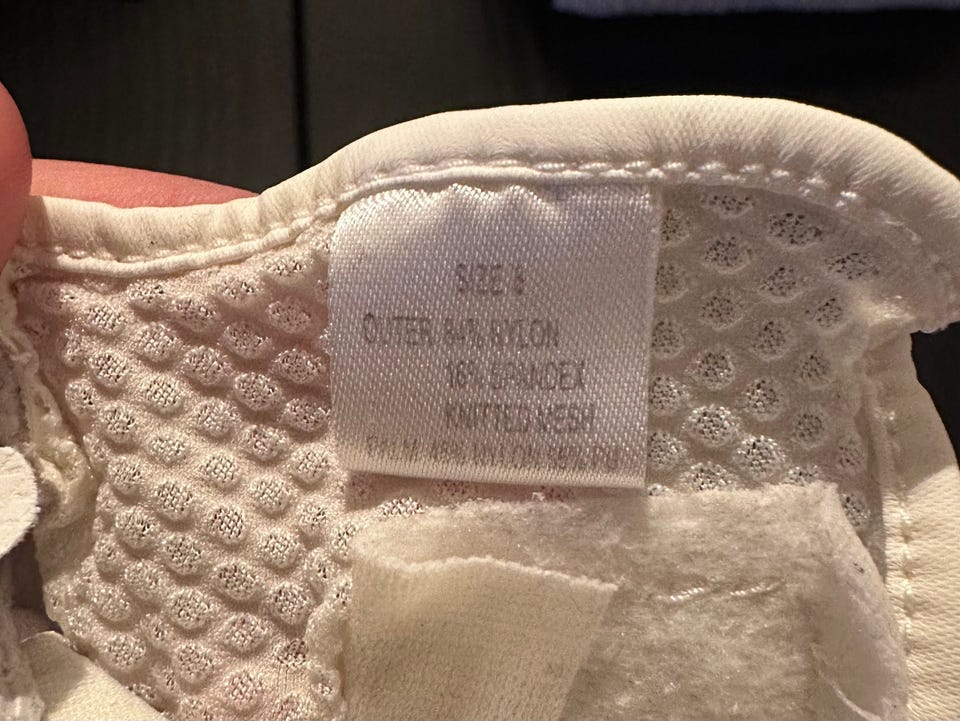 SIZE 8
OUTER 84% NYLON
16% SPANDEX
KNITTED MESH